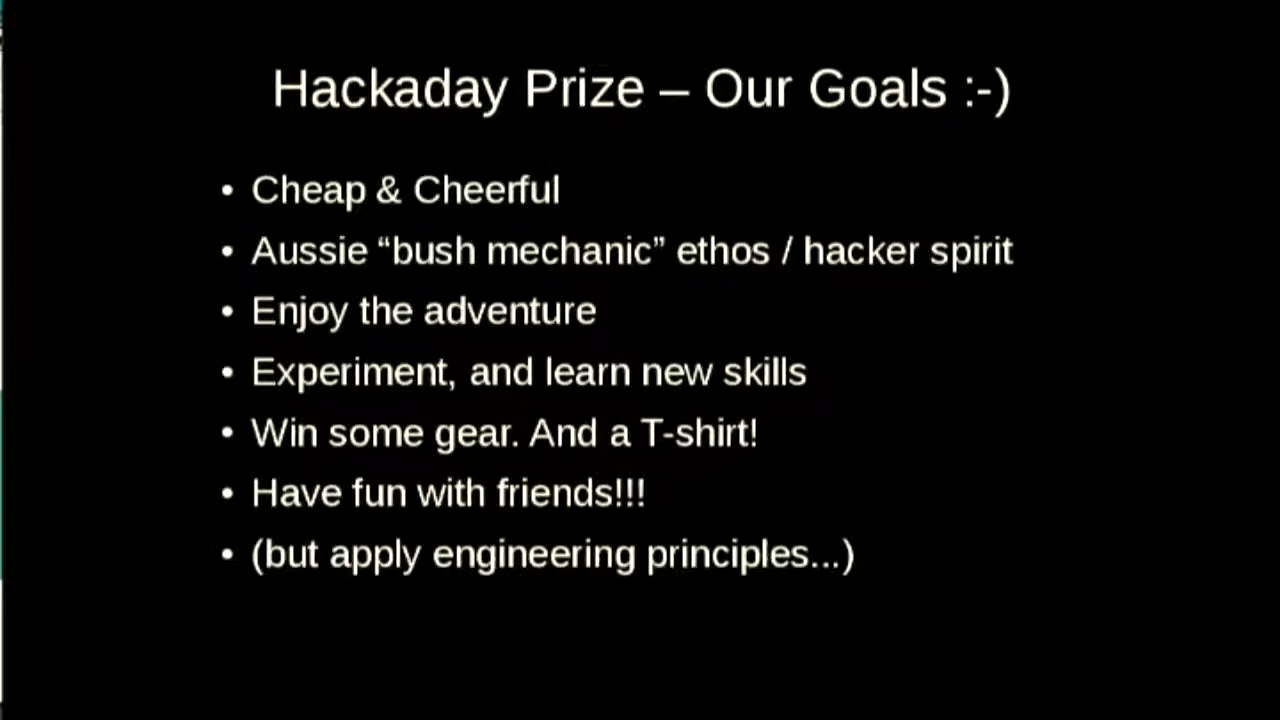 Hackaday Prize – Our Goals :-)
• Cheap & Cheerful
• Aussie “bush mechanic” ethos / hacker spirit
• Enjoy the adventure
• Experiment, and learn new skills
• Win some gear. And a T-shirt!
• Have fun with friends!!!
• (but apply engineering principles...)